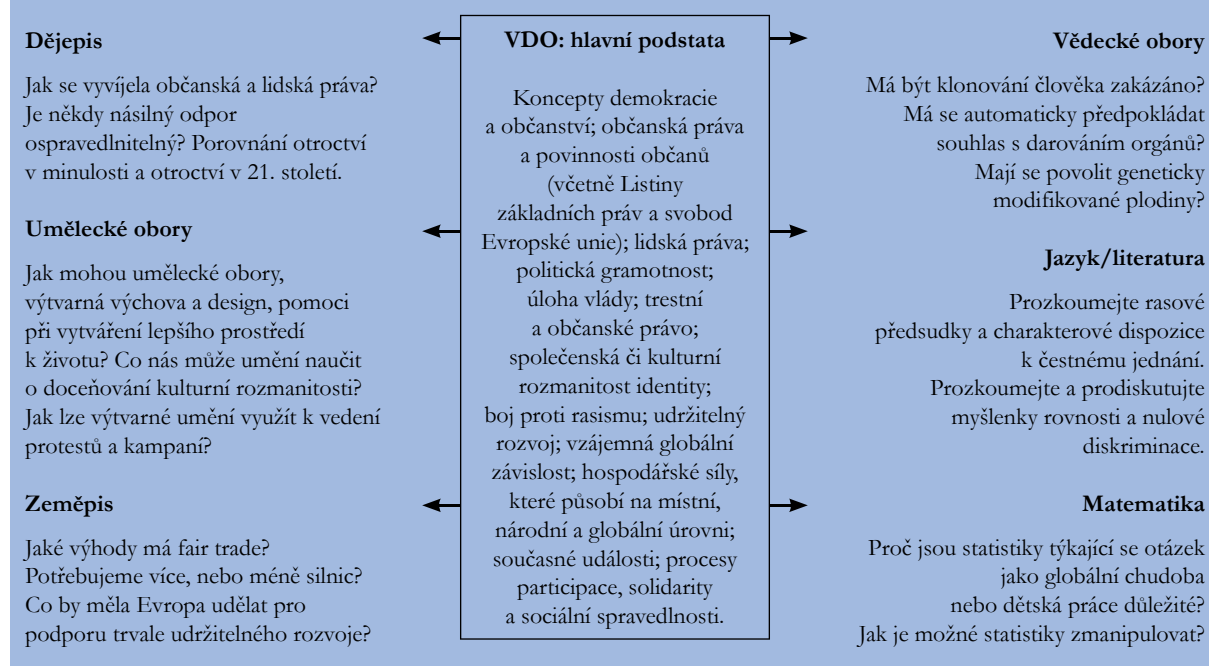 Dějepis
Jak se vyvíjela občanská a lidská práva?
Je někdy násilný odpor
ospravedlnitelný? Porovnání otroctví
v minulosti a otroctví v 21. století.
Umělecké obory
Jak mohou umělecké obory,
výtvarná výchova a design, pomoci
při vytváření lepšího prostředí
k životu? Co nás může umění naučit
o doceňování kulturní rozmanitosti?
Jak lze výtvarné umění využít k vedení
protestů a kampaní?
Zeměpis
Jaké výhody má fair trade?
Potřebujeme více, nebo méně silnic?
Co by měla Evropa udělat pro
podporu trvale udržitelného rozvoje?
VDO: hlavní podstata
Koncepty demokracie
a občanství; občanská práva
a povinnosti občanů
(včetně Listiny
základních práv a svobod
Evropské unie); lidská práva;
politická gramotnost;
úloha vlády; trestní
a občanské právo;
společenská či kulturní
rozmanitost identity;
boj proti rasismu; udržitelný
rozvoj; vzájemná globální
závislost; hospodářské síly,
které působí na místní,
národní a globální úrovni;
současné události; procesy
participace, solidarity
a sociální spravedlnosti.
Vědecké obory
Má být klonování člověka zakázáno?
Má se automaticky předpokládat
souhlas s darováním orgánů?
Mají se povolit geneticky
modifikované plodiny?
Jazyk/literatura
Prozkoumejte rasové
předsudky a charakterové dispozice
k čestnému jednání.
Prozkoumejte a prodiskutujte
myšlenky rovnosti a nulové
diskriminace.
Matematika
Proč jsou statistiky týkající se otázek
jako globální chudoba
nebo dětská práce důležité?
Jak je možné statistiky zmanipulovat?